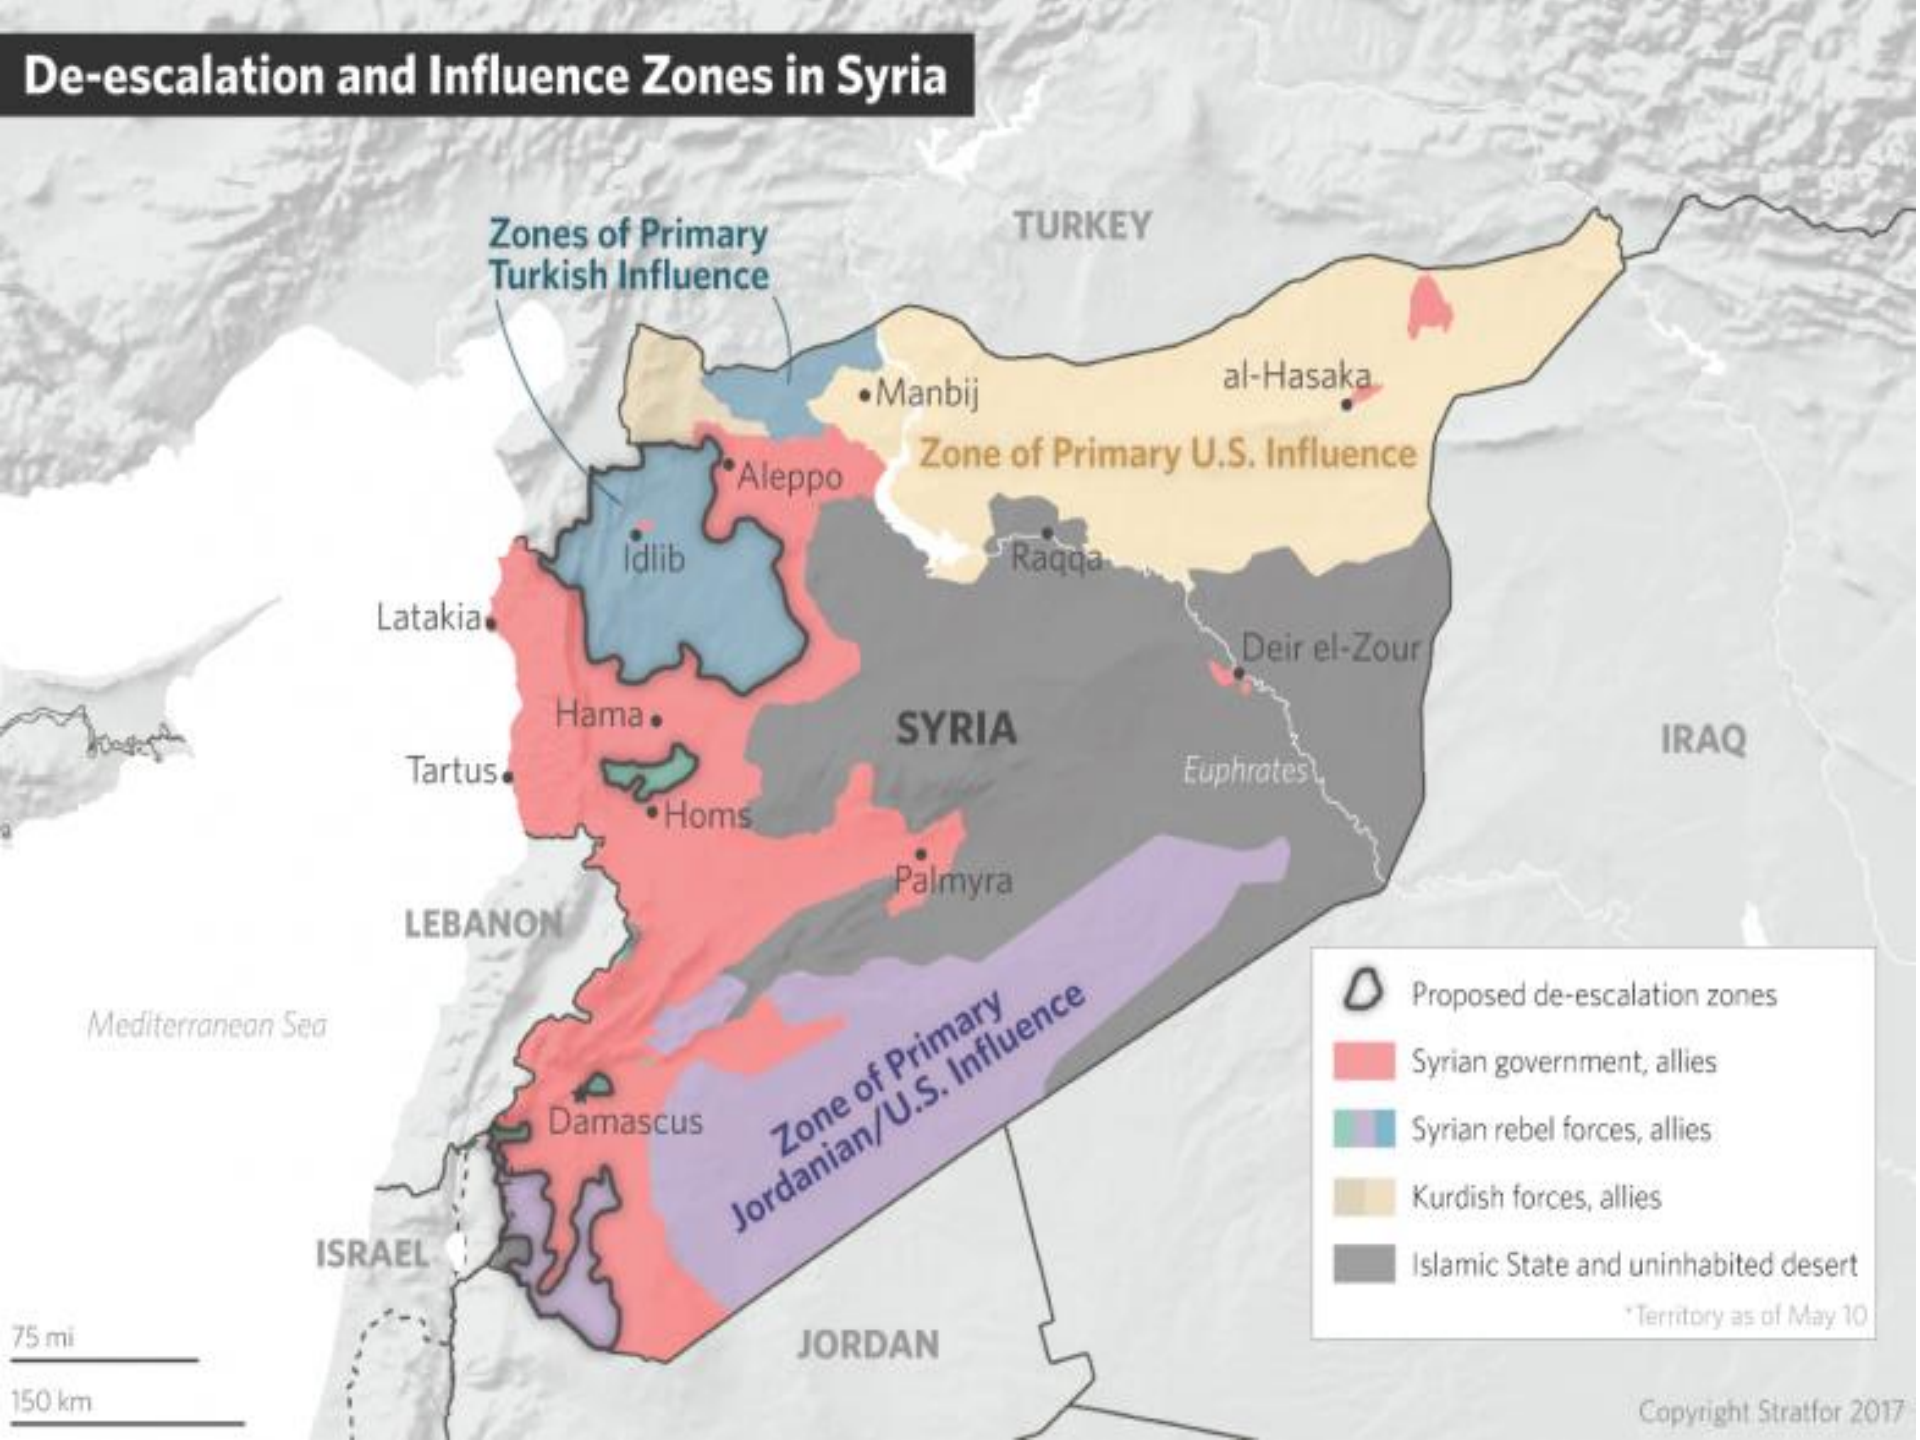 De-escalation and Influence Zones in Syria
Zones of Primary
Turkish Influence
TURKEY
Manbij
al-Hasaka
Zone of Primary U.S. Influence
Aleppo
Idlib
Raqqa
Latakia
Deir el-Zour
Hama
SYRIA
IRAQ
Tartus
Euphrates
Homs
Palmyra
LEBANON
Mediterranean Sea
Zone of Primary
Jordanian/U.S. Influence
Damascus
ISRAEL
JORDAN
Proposed de-escalation zones
Syrian government, allies
Syrian rebel forces, allies
Kurdish forces, allies
Islamic State and uninhabited desert
*Territory as of May 10
75 mi
150 km
Copyright Stratfor 2017